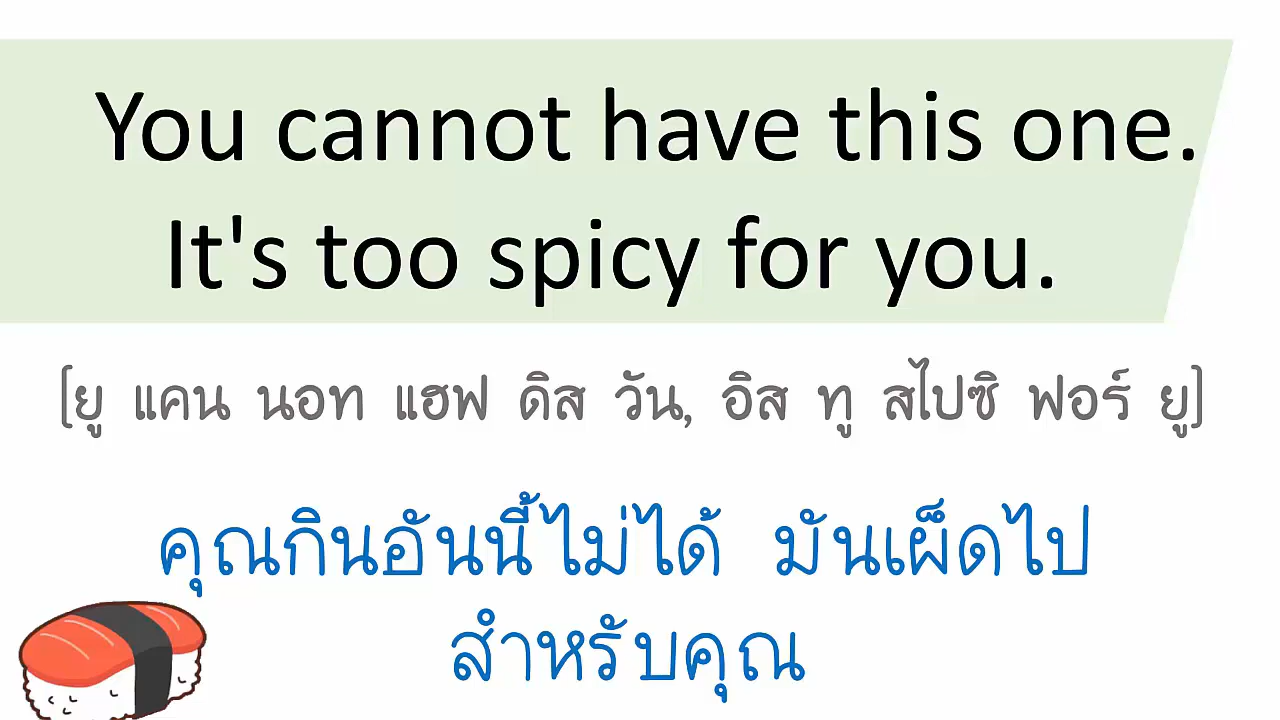 You cannot have this one.
It's too spicy for you.
[ยู แคน นอท แฮฟ ดิส วัน, อิส ทู สไปซิ ฟอร์ ยู]
คุณกินอันนี้ไม่ได้ มันเผ็ดไป
สำหรับคุณ